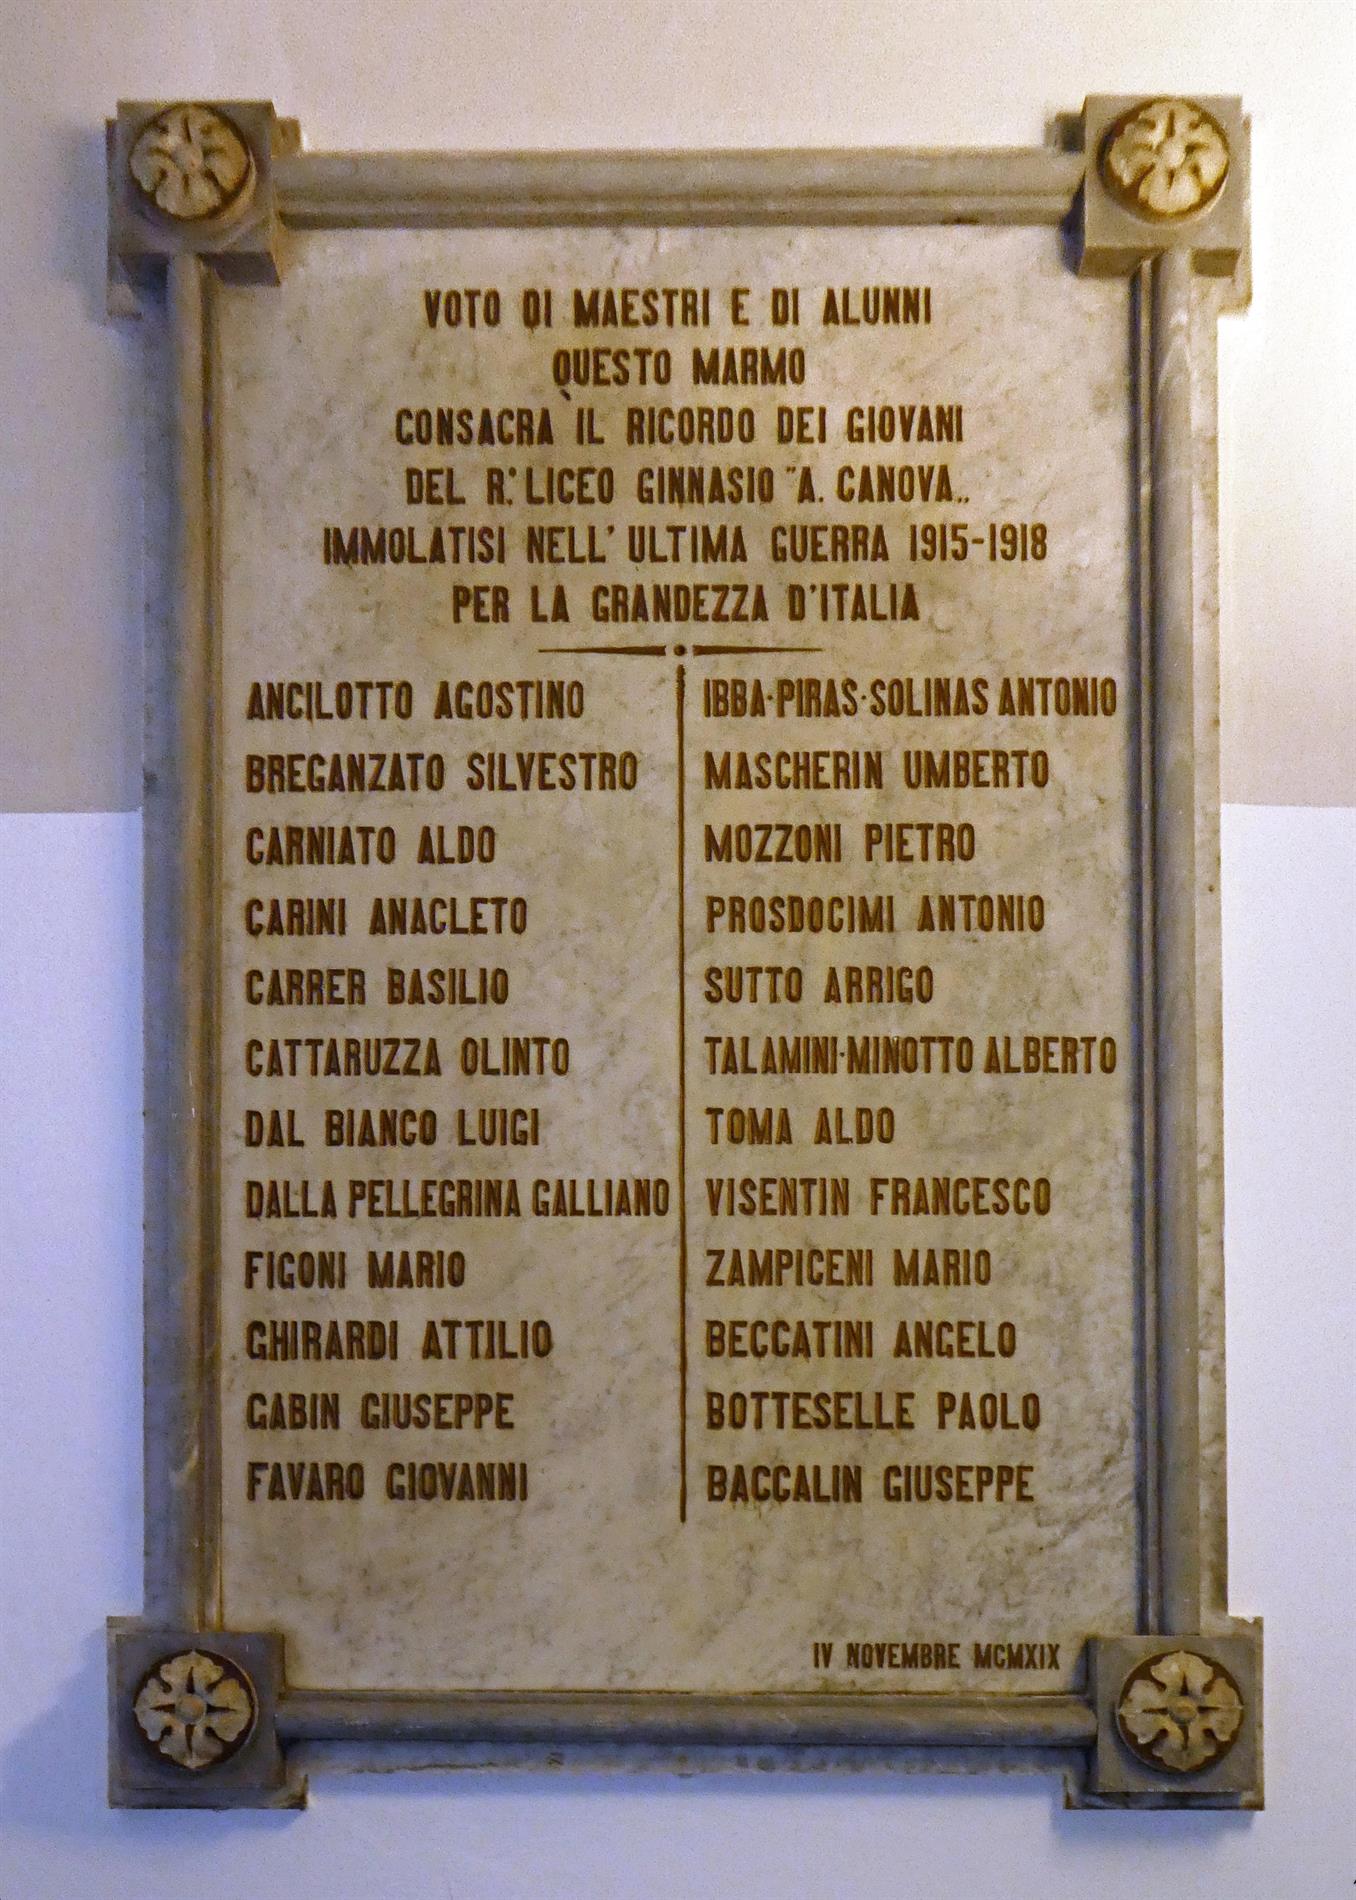 VOTO DI MAESTRI E DI ALUNNI
QUESTO MARMO
CONSACRA IL RICORDO DEI GIOVANI
DEL R.° LICEO GINNASIO "A. CANOVA„
IMMOLATISI NELL' ULTIMA GUERRA 1915-1918
PER LA GRANDEZZA D'ITALIA
ANCILOTTO AGOSTINO
BREGANZATO SILVESTRO
CARNIATO ALDO
CARINI ANACLETO
CARRER BASILIO
CATTARUZZA OLINTO
DAL BIANCO LUIGI
DALLA PELLEGRINA GALLIANO
FIGONI MARIO
GHIRARDI ATTILIO
GABIN GIUSEPPE
FAVARO GIOVANNI
IBBA·PIRAS·SOLINAS ANTONIO
MASCHERIN UMBERTO
MOZZONI PIETRO
PROSDOCIMI ANTONIO
SUTTO ARRIGO
TALAMINI·MINOTTO ALBERTO
TOMA ALDO
VISENTIN FRANCESCO
ZAMPICENI MARIO
BECCATINI ANGELO
BOTTESELLE PAOLO
BACCALIN GIUSEPPE
IV NOVEMBRE MCMXIX